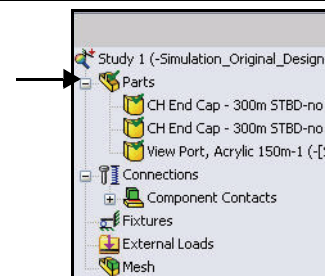 Study 1 (-Simulation_Original_Design
Parts
CH End Cap - 300m STBD-no
CH End Cap - 300m STBD-no
View Port, Acrylic 150m-1 (-[
Connections
Component Contacts
Fixtures
External Loads
Mesh